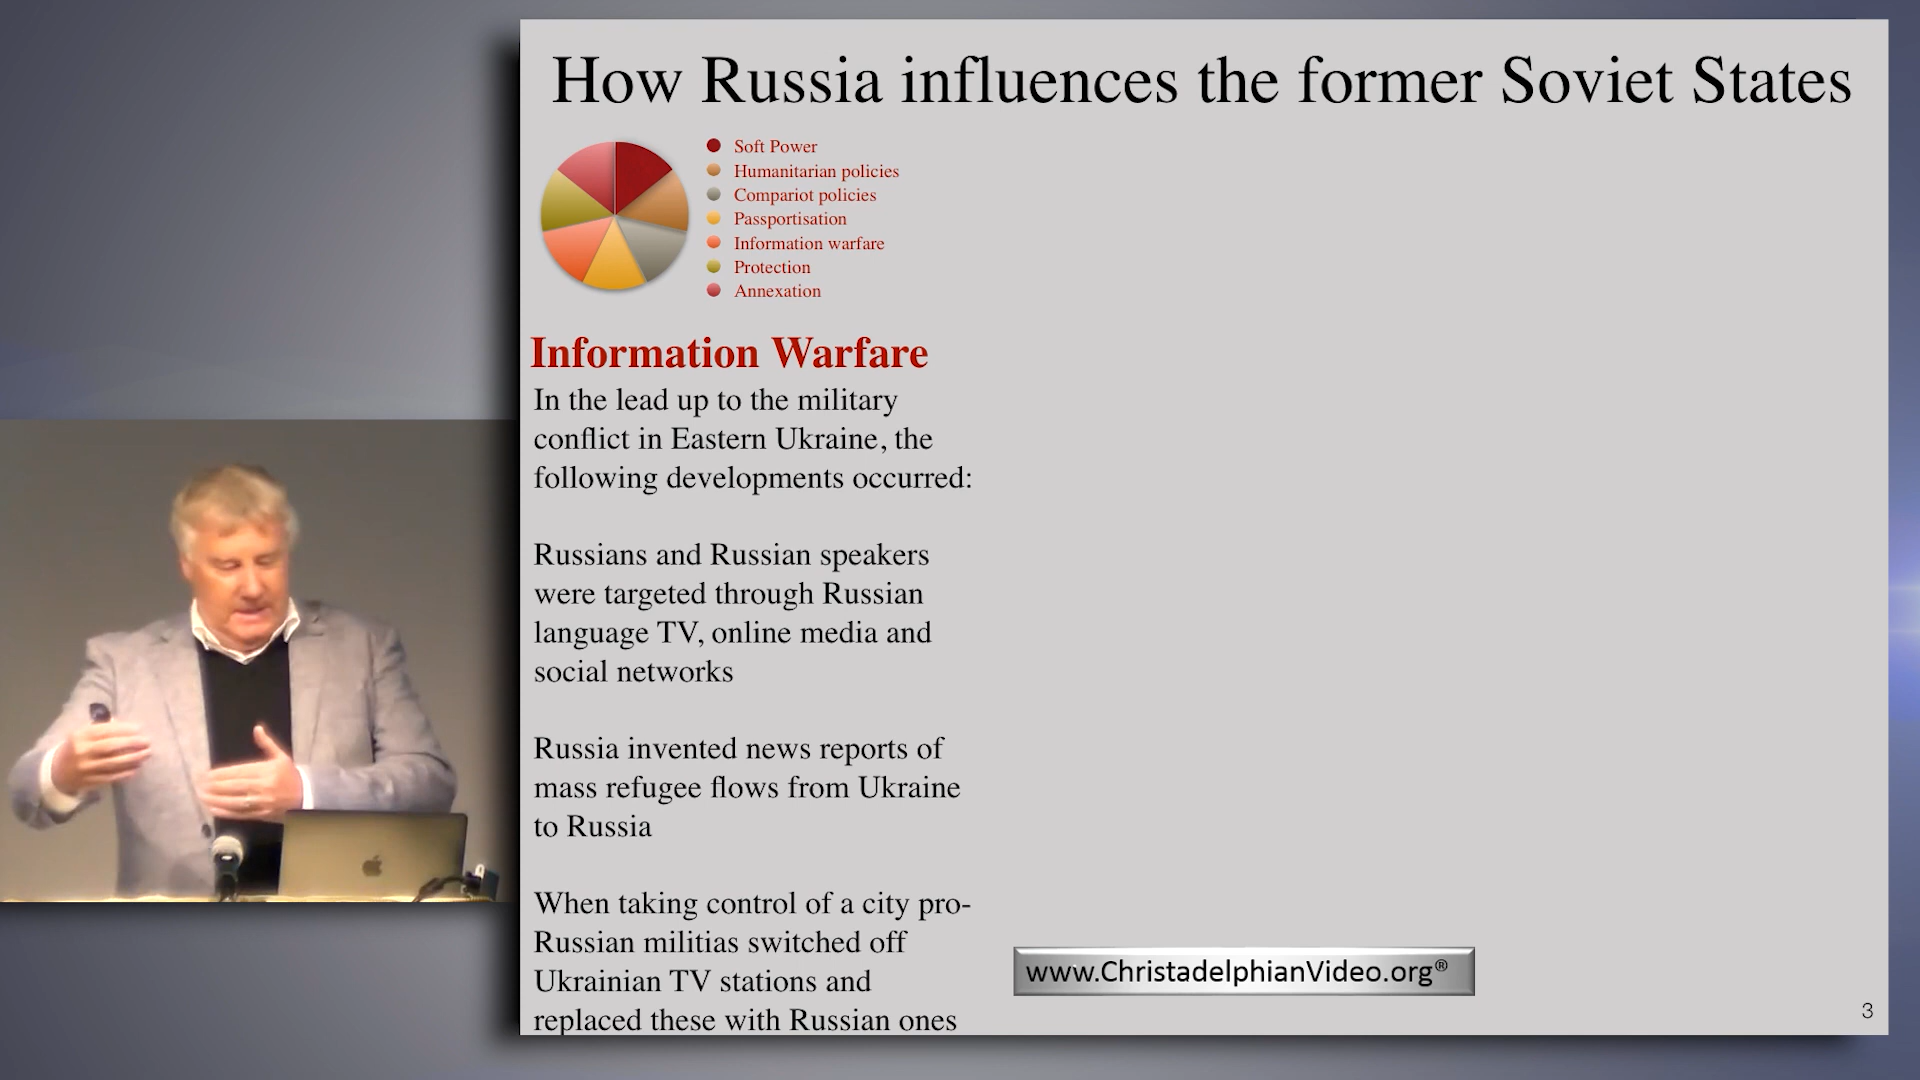 How Russia influences the former Soviet States
Soft Power
Humanitarian policies
Compariot policies
Passportisation
Information warfare
Protection
Annexation
Information Warfare
In the lead up to the military
conflict in Eastern Ukraine, the
following developments occurred:
Russians and Russian speakers
were targeted through Russian
language TV, online media and
social networks
Russia invented news reports of
mass refugee flows from Ukraine
to Russia
When taking control of a city pro-
Russian militias switched off
Ukrainian TV stations and
replaced these with Russian ones
www.ChristadelphianVideo.org®
3